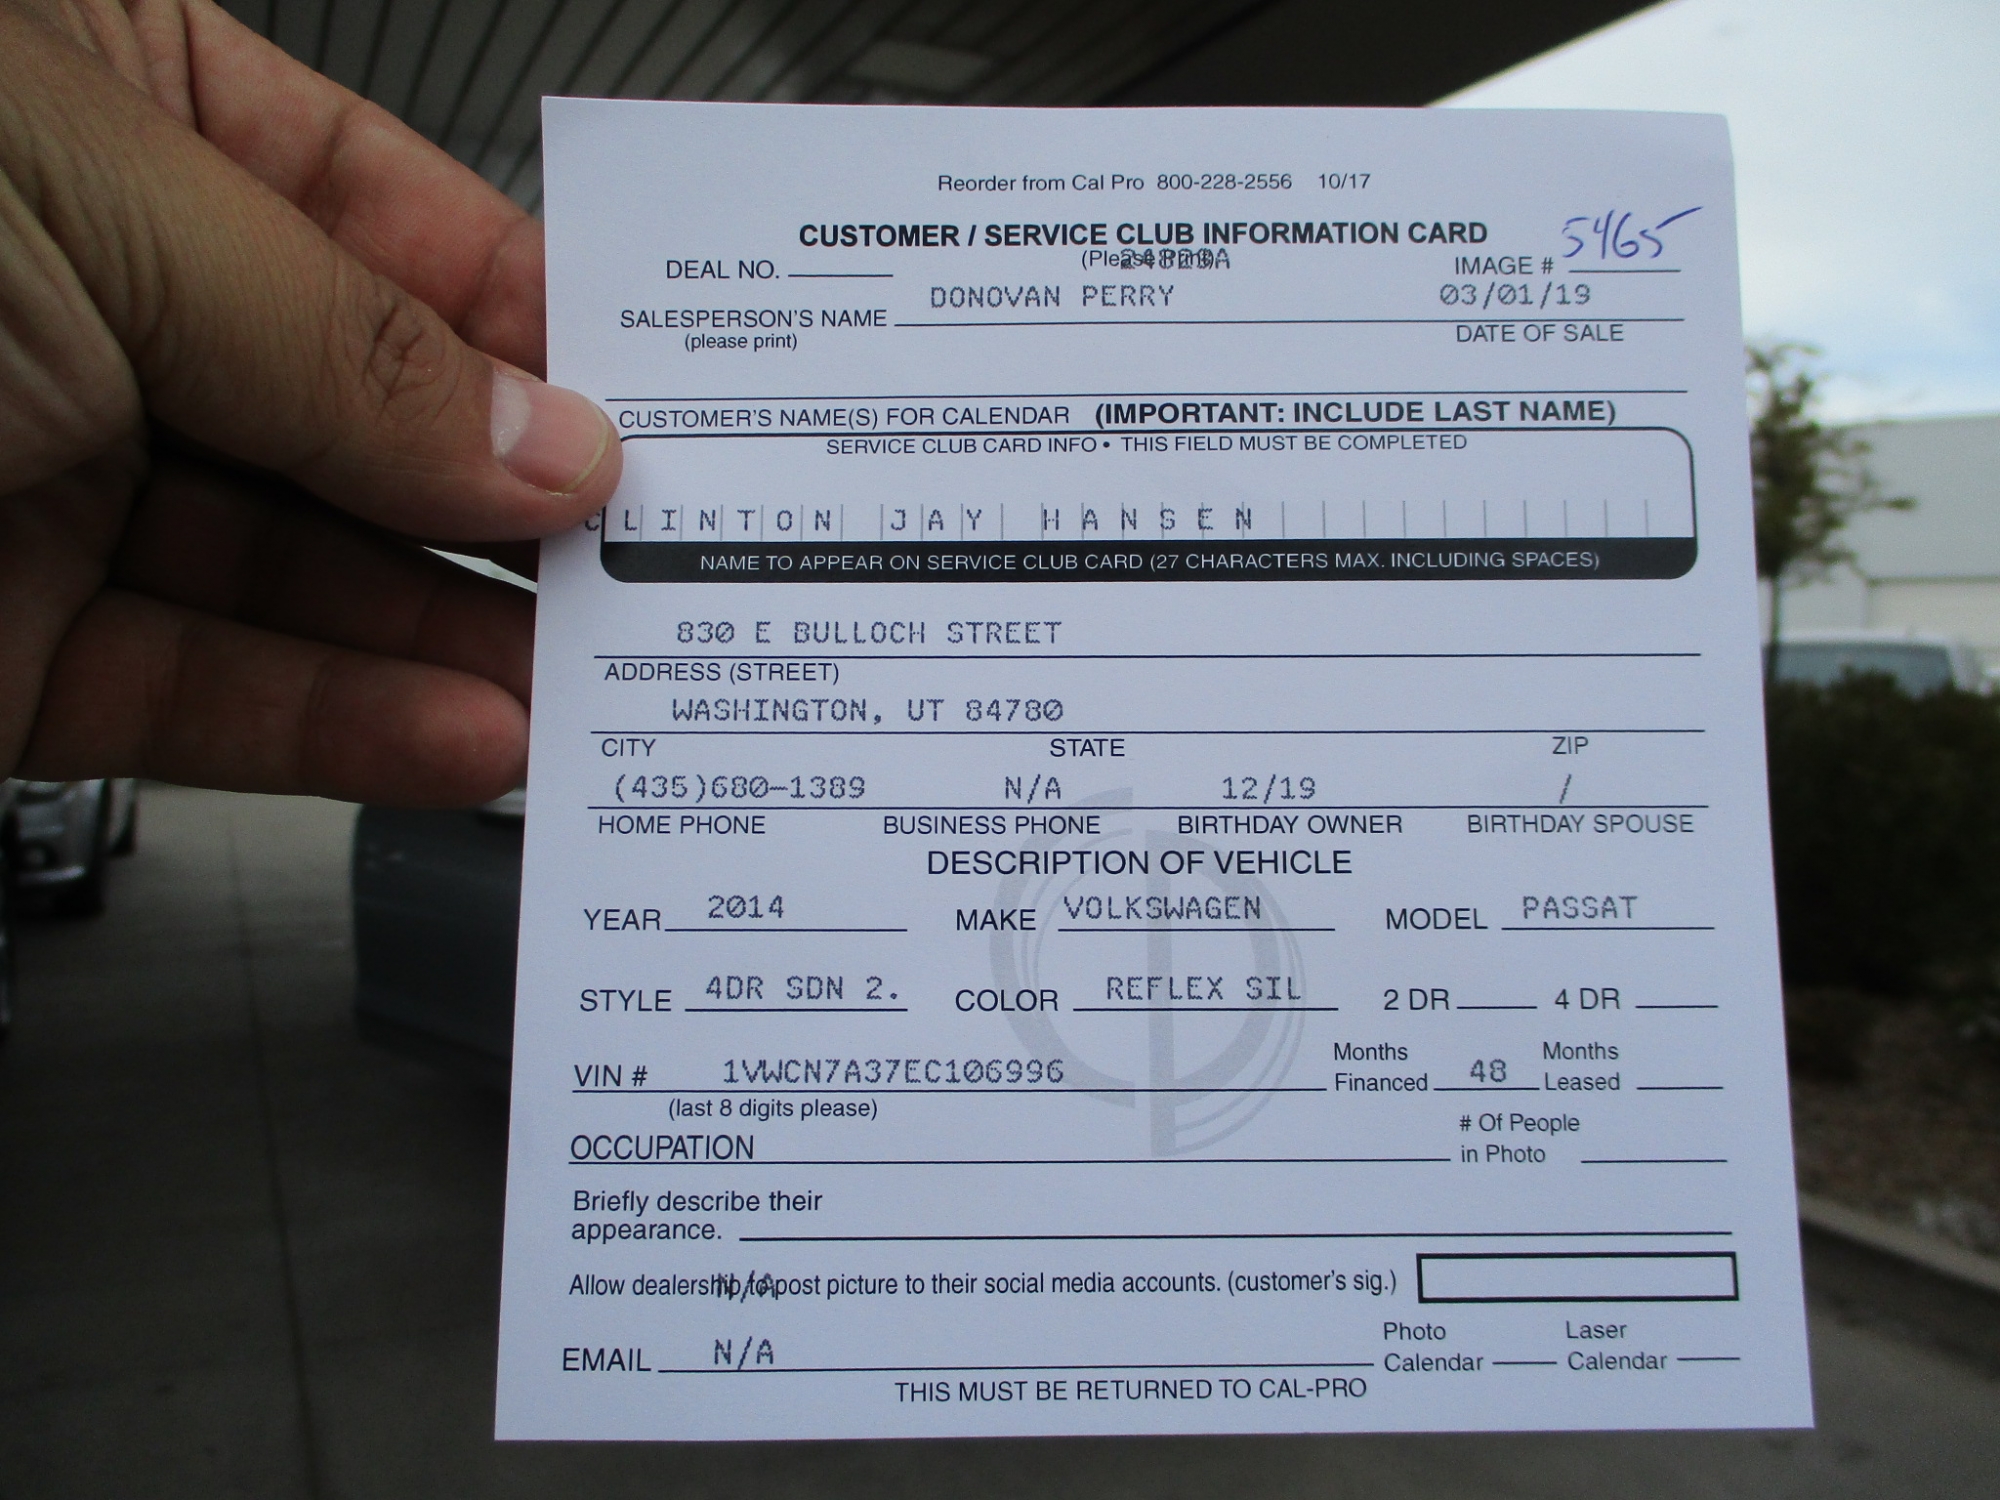 Reorder from Cal Pro 800-228-2556 10/17
CUSTOMER / SERVICE CLUB INFORMATION CARD
5465
(Please Print)
DEAL NO. IMAGE #
DONOVAN PERRY 03/01/19
SALESPERSON'S NAME DATE OF SALE
(please print)
CUSTOMER'S NAME(S) FOR CALENDAR (IMPORTANT: INCLUDE LAST NAME)
SERVICE CLUB CARD INFO • THIS FIELD MUST BE COMPLETED
CLINTON JAY HANSEN
NAME TO APPEAR ON SERVICE CLUB CARD (27 CHARACTERS MAX. INCLUDING SPACES)
830 E BULLOCH STREET
ADDRESS (STREET)
WASHINGTON, UT 84780
CITY STATE ZIP
(435)680-1389 N/A 12/19 /
HOME PHONE BUSINESS PHONE BIRTHDAY OWNER BIRTHDAY SPOUSE
DESCRIPTION OF VEHICLE
YEAR 2014 MAKE VOLKSWAGEN MODEL PASSAT
STYLE 4DR SDN 2. COLOR REFLEX SIL 2 DR 4 DR
VIN # 1VWCN7A37EC106996 Months Financed 48 Months Leased
(last 8 digits please)
OCCUPATION # Of People in Photo
Briefly describe their
appearance.
N/A
Allow dealership to post picture to their social media accounts. (customer's sig.)
EMAIL N/A Photo Calendar Laser Calendar
THIS MUST BE RETURNED TO CAL-PRO